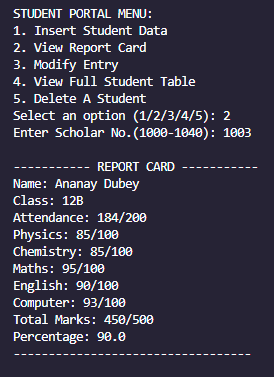 STUDENT PORTAL MENU:
1. Insert Student Data
2. View Report Card
3. Modify Entry
4. View Full Student Table
5. Delete A Student
Select an option (1/2/3/4/5): 2
Enter Scholar No.(1000-1040): 1003

----------- REPORT CARD -----------
Name: Ananay Dubey
Class: 12B
Attendance: 184/200
Physics: 85/100
Chemistry: 85/100
Maths: 95/100
English: 90/100
Computer: 93/100
Total Marks: 450/500
Percentage: 90.0
----------------------------------